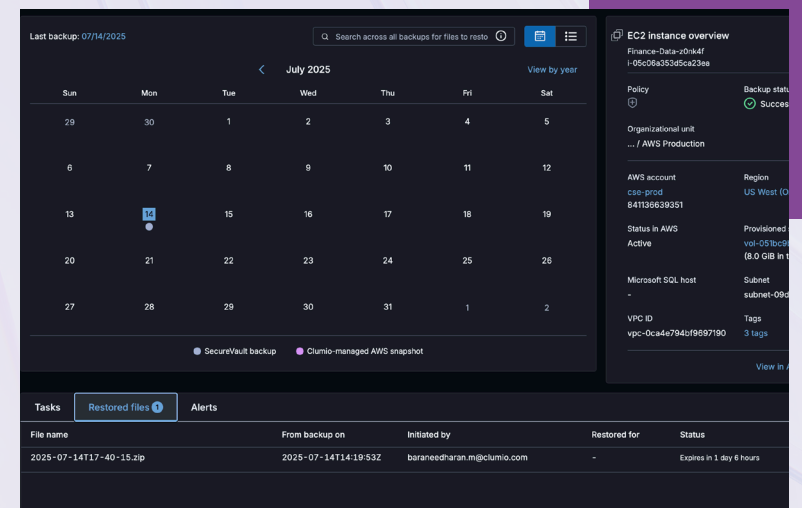 Last backup: 07/14/2025
Search across all backups for files to resto
July 2025
View by year
Sun Mon Tue Wed Thu Fri Sat
29 30 1 2 3 4 5
6 7 8 9 10 11 12
13 14 15 16 17 18 19
20 21 22 23 24 25 26
27 28 29 30 31 1 2
SecureVault backup Clumio-managed AWS snapshot
EC2 instance overview
Finance-Data-z0nk4f
i-05c06a353d5ca23ea
Policy Backup statu
Succes
Organizational unit
... / AWS Production
AWS account Region
cse-prod US West (O
841136639351
Status in AWS Provisioned
Active vol-051bc9
(8.0 GiB in t
Microsoft SQL host Subnet
- subnet-09d
VPC ID Tags
vpc-0ca4e794bf9697190 3 tags
View in
Tasks Restored files 1 Alerts
File name From backup on Initiated by Restored for Status
2025-07-14T17-40-15.zip 2025-07-14T14:19:53Z baraneedharan.m@clumio.com - Expires in 1 day 6 hours